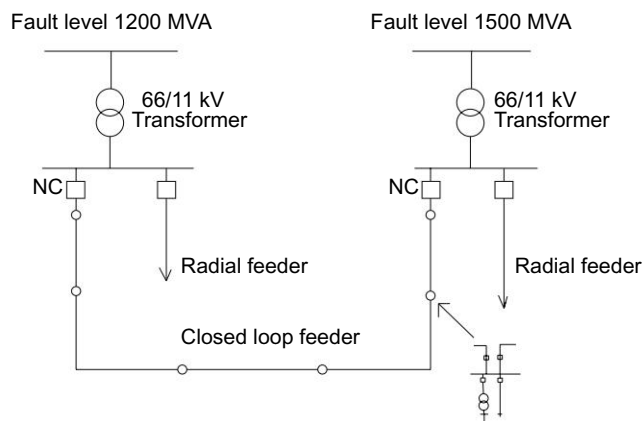 Fault level 1200 MVA
Fault level 1500 MVA
66/11 kV
Transformer
66/11 kV
Transformer
NC
NC
Radial feeder
Radial feeder
Closed loop feeder